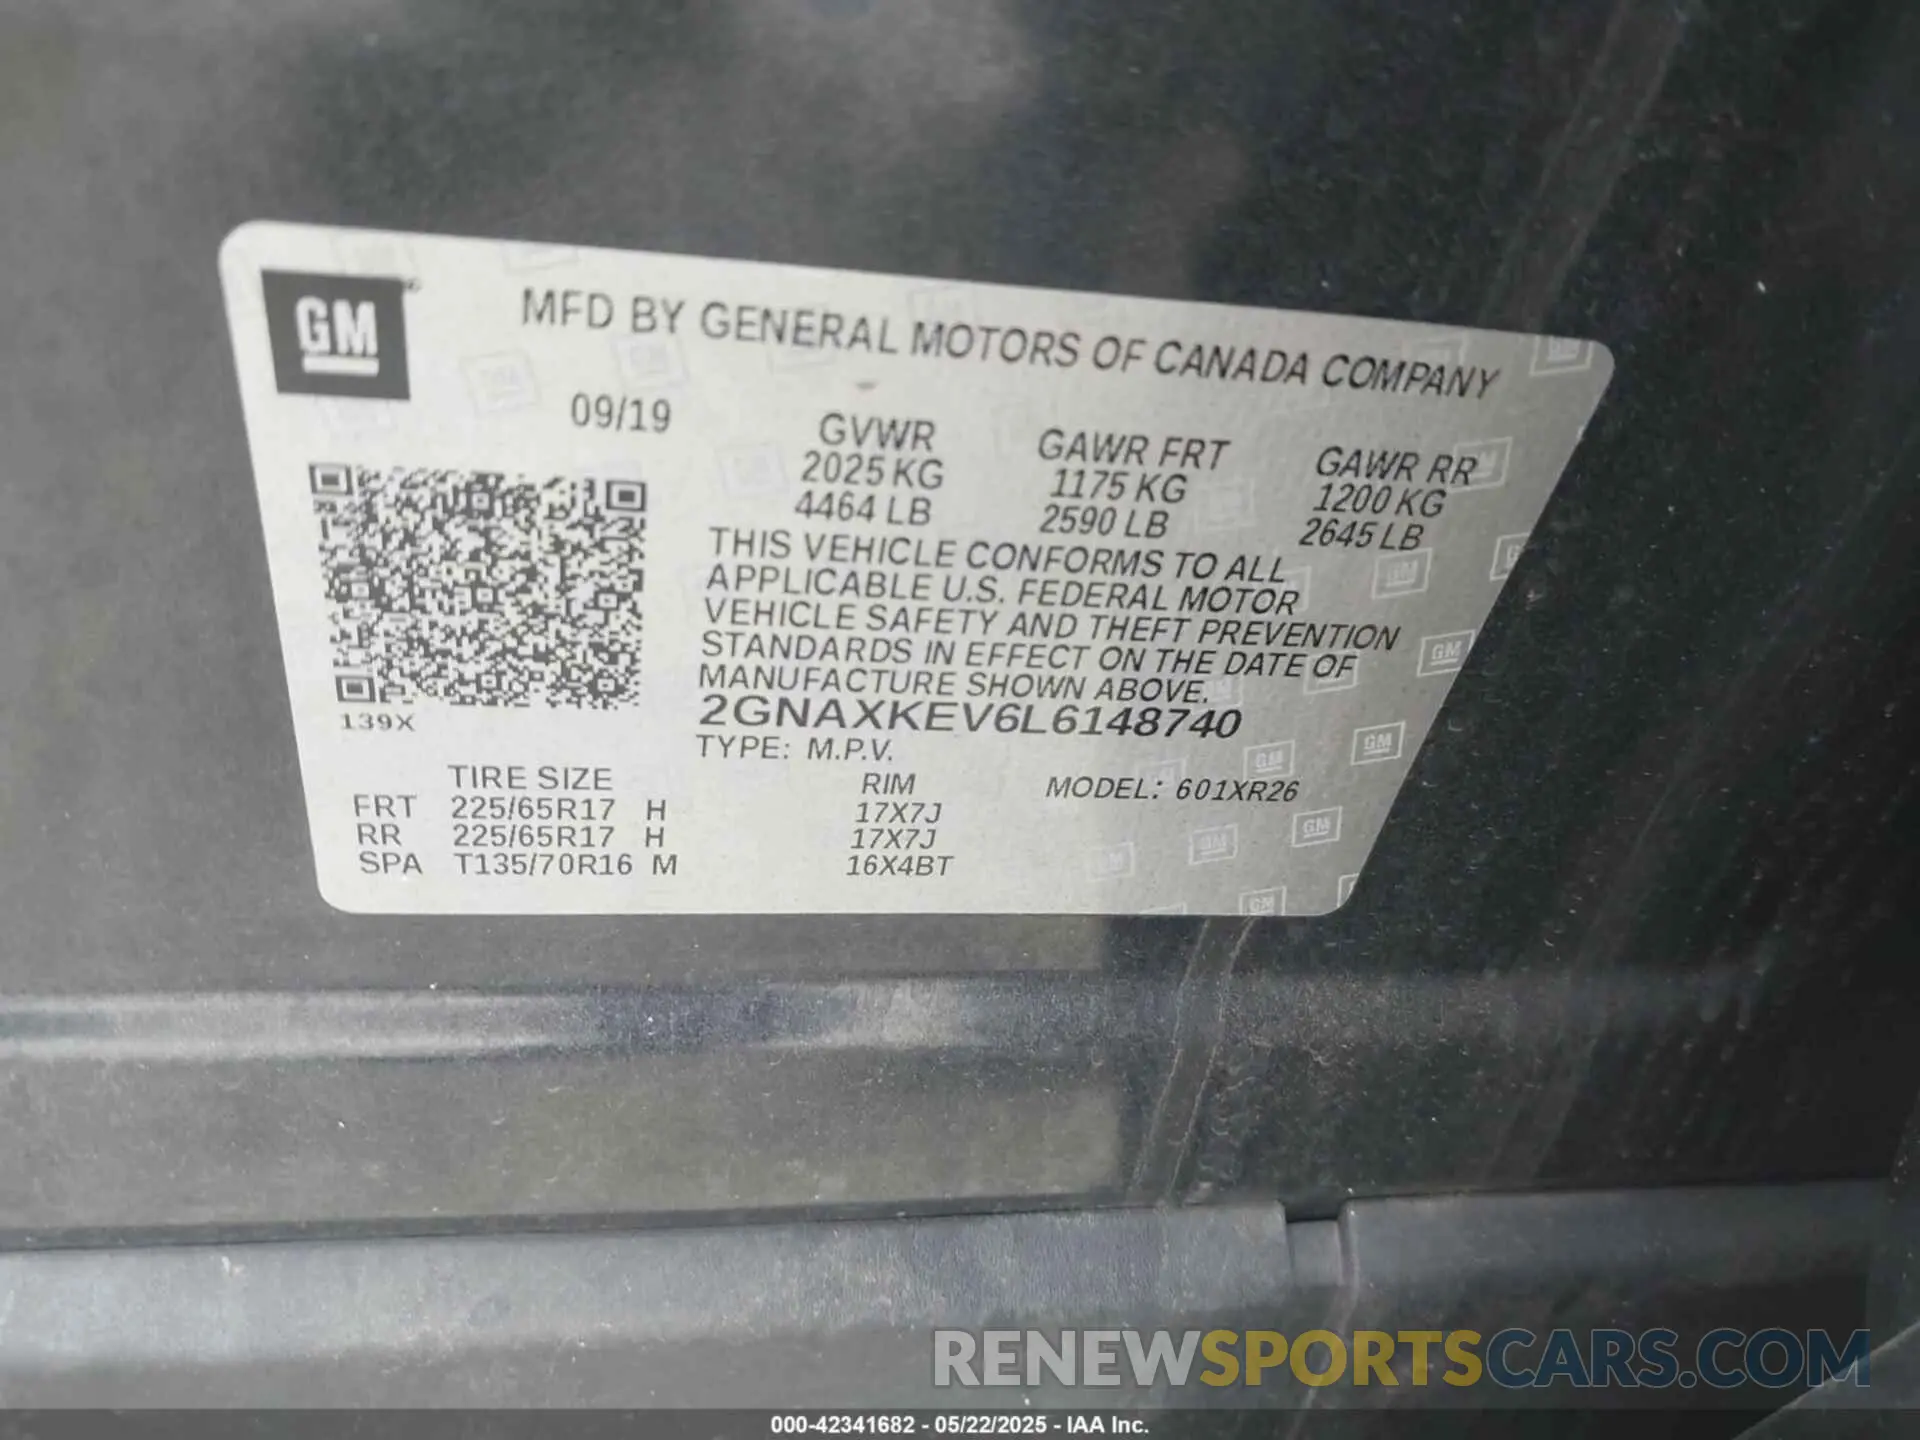 GM
MFD BY GENERAL MOTORS OF CANADA COMPANY
09/19
GVWR
2025 KG
4464 LB
GAWR FRT
1175 KG
2590 LB
GAWR RR
1200 KG
2645 LB
THIS VEHICLE CONFORMS TO ALL
APPLICABLE U.S. FEDERAL MOTOR
VEHICLE SAFETY AND THEFT PREVENTION
STANDARDS IN EFFECT ON THE DATE OF
MANUFACTURE SHOWN ABOVE.
2GNAXKEV6L6148740
139X
TYPE: M.P.V.
TIRE SIZE RIM MODEL: 601XR26
FRT 225/65R17 H 17X7J
RR 225/65R17 H 17X7J
SPA T135/70R16 M 16X4BT
RENEWSPORTSCARS.COM
000-42341682 - 05/22/2025 - IAA Inc.